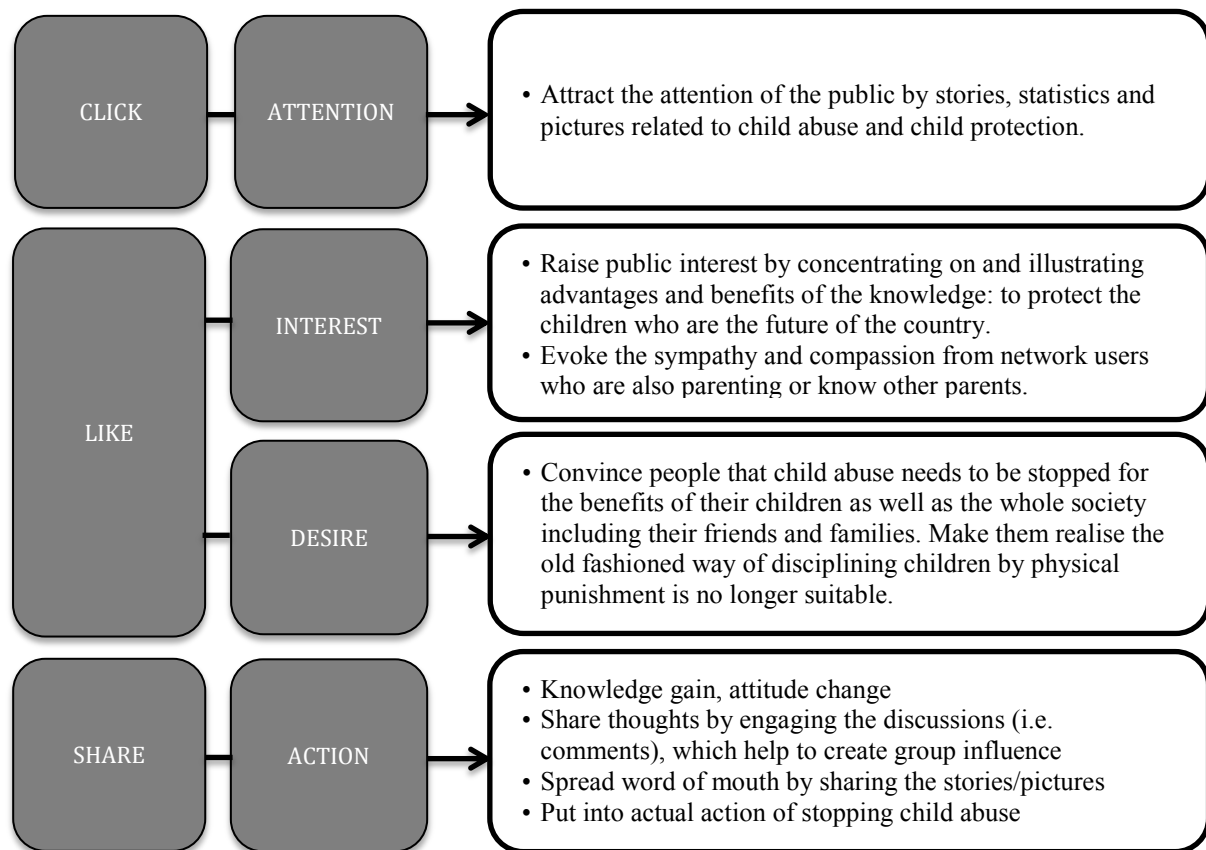 CLICK
ATTENTION
• Attract the attention of the public by stories, statistics and
pictures related to child abuse and child protection.
LIKE
INTEREST
• Raise public interest by concentrating on and illustrating
advantages and benefits of the knowledge: to protect the
children who are the future of the country.
• Evoke the sympathy and compassion from network users
who are also parenting or know other parents.
DESIRE
• Convince people that child abuse needs to be stopped for
the benefits of their children as well as the whole society
including their friends and families. Make them realise the
old fashioned way of disciplining children by physical
punishment is no longer suitable.
SHARE
ACTION
• Knowledge gain, attitude change
• Share thoughts by engaging the discussions (i.e.
comments), which help to create group influence
• Spread word of mouth by sharing the stories/pictures
• Put into actual action of stopping child abuse